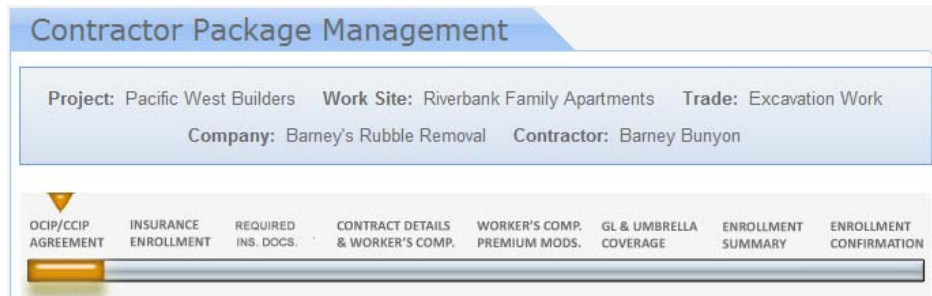 Contractor Package Management
Project: Pacific West Builders Work Site: Riverbank Family Apartments Trade: Excavation Work
Company: Barney's Rubble Removal Contractor: Barney Bunyon
OCIP/CCIP AGREEMENT
INSURANCE ENROLLMENT
REQUIRED INS. DOCS.
CONTRACT DETAILS & WORKER'S COMP.
WORKER'S COMP. PREMIUM MODS.
GL & UMBRELLA COVERAGE
ENROLLMENT SUMMARY
ENROLLMENT CONFIRMATION